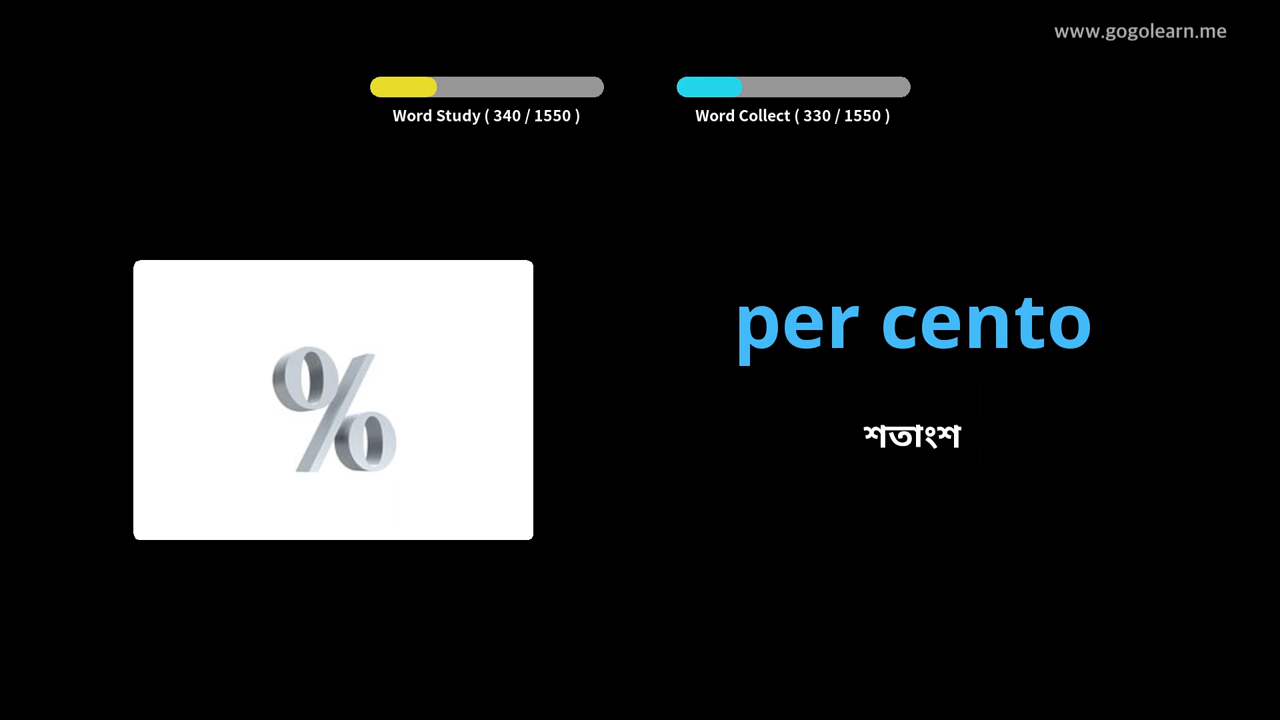 www.gogolearn.me
Word Study ( 340 / 1550 )
Word Collect ( 330 / 1550 )
%
per cento
শতাংশ